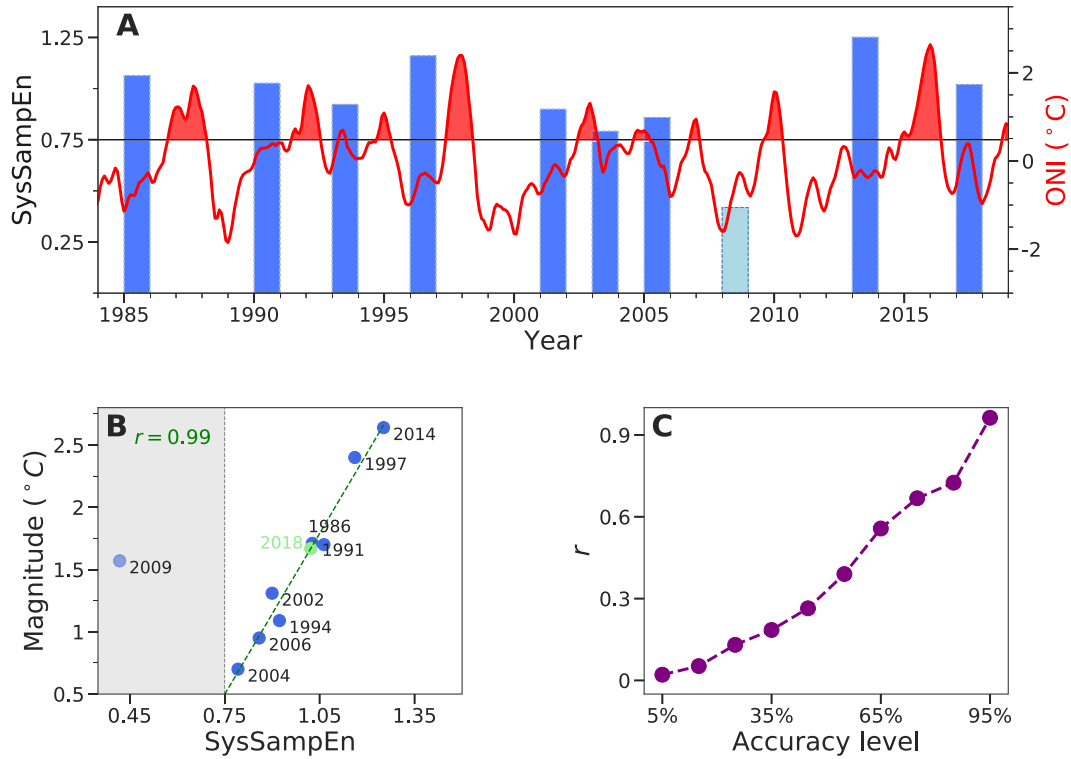 A
SysSampEn
1.25
0.75
0.25
2
0
-2
ONI (°C)
1985 1990 1995 2000 2005 2010 2015
Year
B
r = 0.99
Magnitude (°C)
2.5
2
1.5
1
0.5
2014
1997
1986
2018
1991
2009
2002
1994
2006
2004
0.45 0.75 1.05 1.35
SysSampEn
C
r
0.9
0.6
0.3
0
5% 35% 65% 95%
Accuracy level